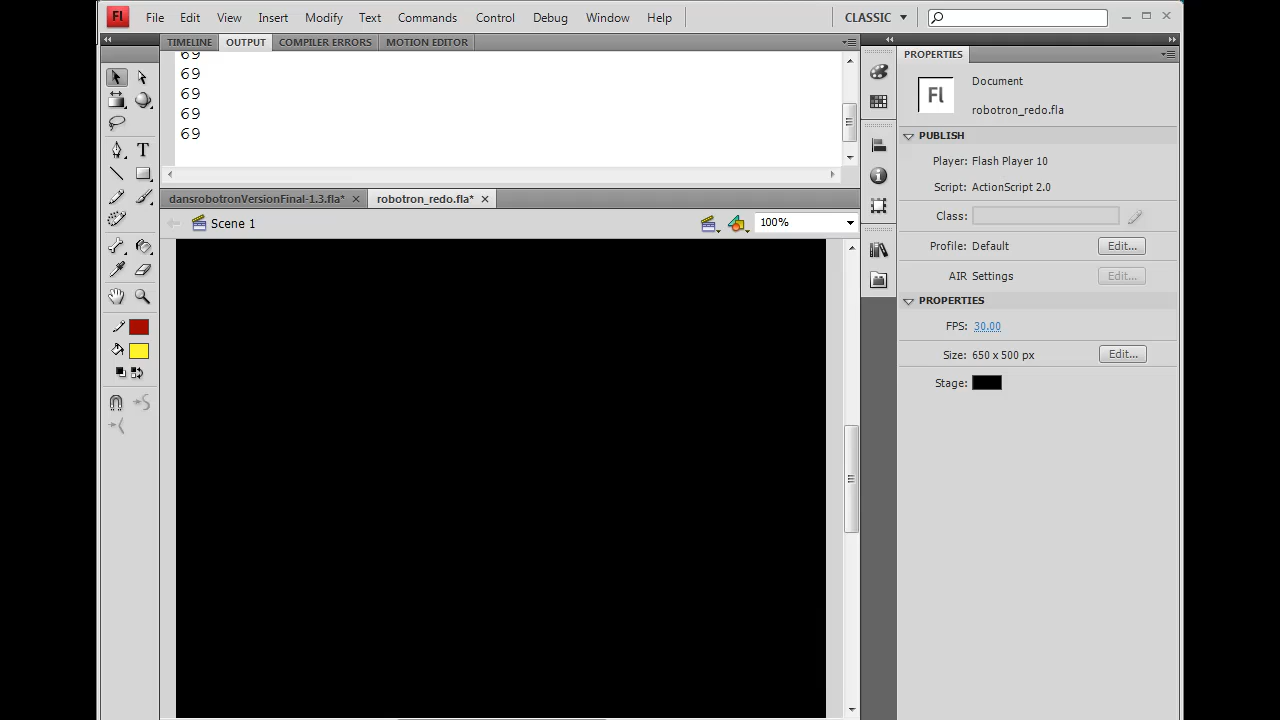 Fl File Edit View Insert Modify Text Commands Control Debug Window Help CLASSIC
TIMELINE OUTPUT COMPILER ERRORS MOTION EDITOR
69
69
69
69
69
dansrobotronVersionFinal-1.3.fla* robotron_redo.fla*
Scene 1 100%
PROPERTIES
Fl
Document
robotron_redo.fla
PUBLISH
Player: Flash Player 10
Script: ActionScript 2.0
Class:
Profile: Default Edit...
AIR Settings Edit...
PROPERTIES
FPS: 30.00
Size: 650 x 500 px Edit...
Stage: